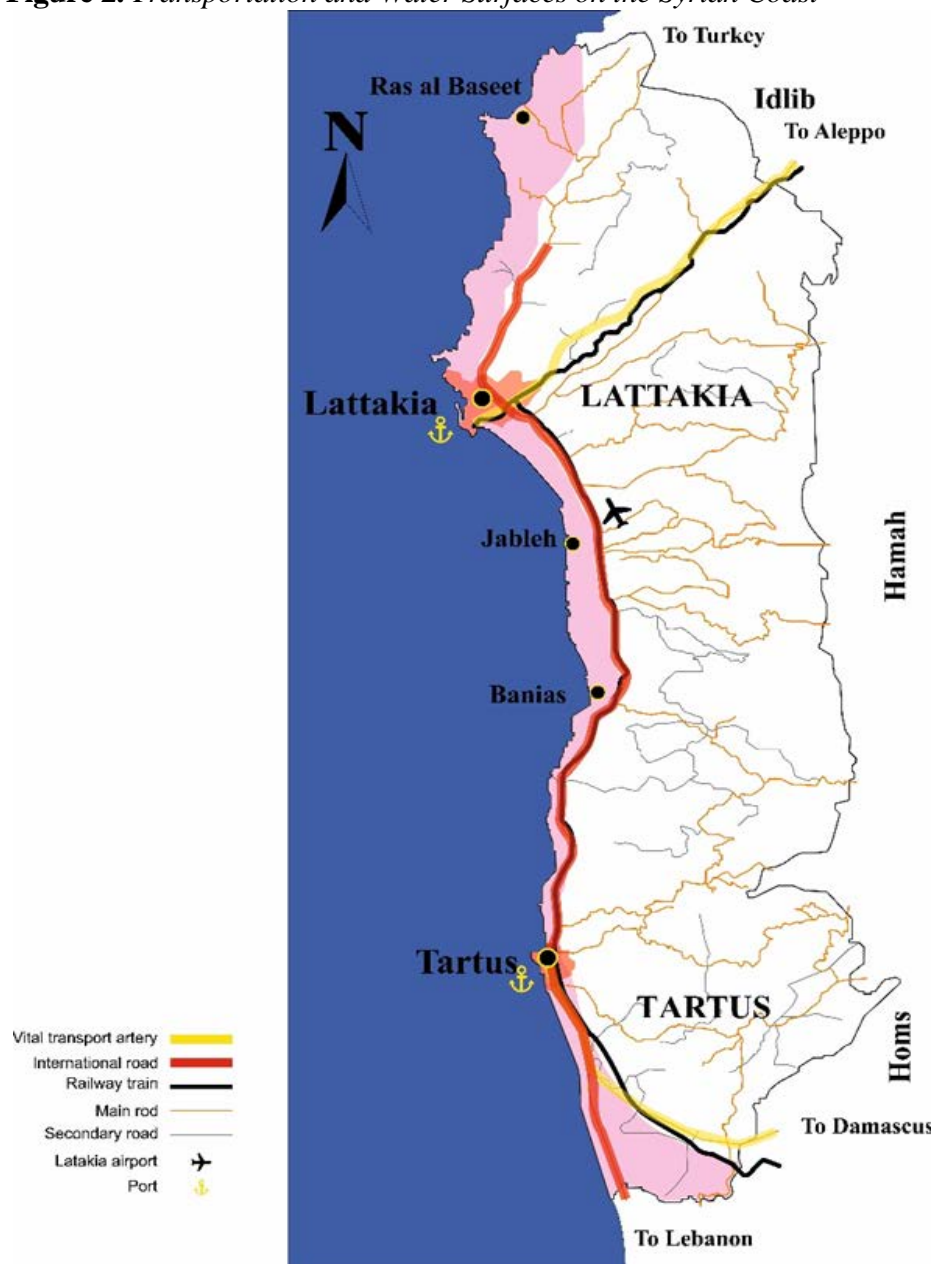 Figure 2. Transportation and Water Surfaces on the Syrian Coast
To Turkey
Ras al Baseet
Idlib
To Aleppo
N
Lattakia
LATTAKIA
Jableh
Hamah
Banias
Tartus
TARTUS
Homs
To Damascus
To Lebanon
Vital transport artery
International road
Railway train
Main rod
Secondary road
Latakia airport
Port